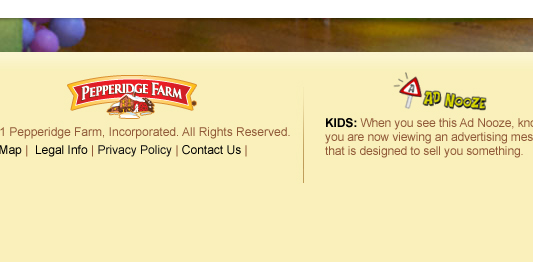 PEPPERIDGE FARM
1 Pepperidge Farm, Incorporated. All Rights Reserved.
Map | Legal Info | Privacy Policy | Contact Us |
A
AD NOOZE
KIDS: When you see this Ad Nooze, kno
you are now viewing an advertising mes
that is designed to sell you something.